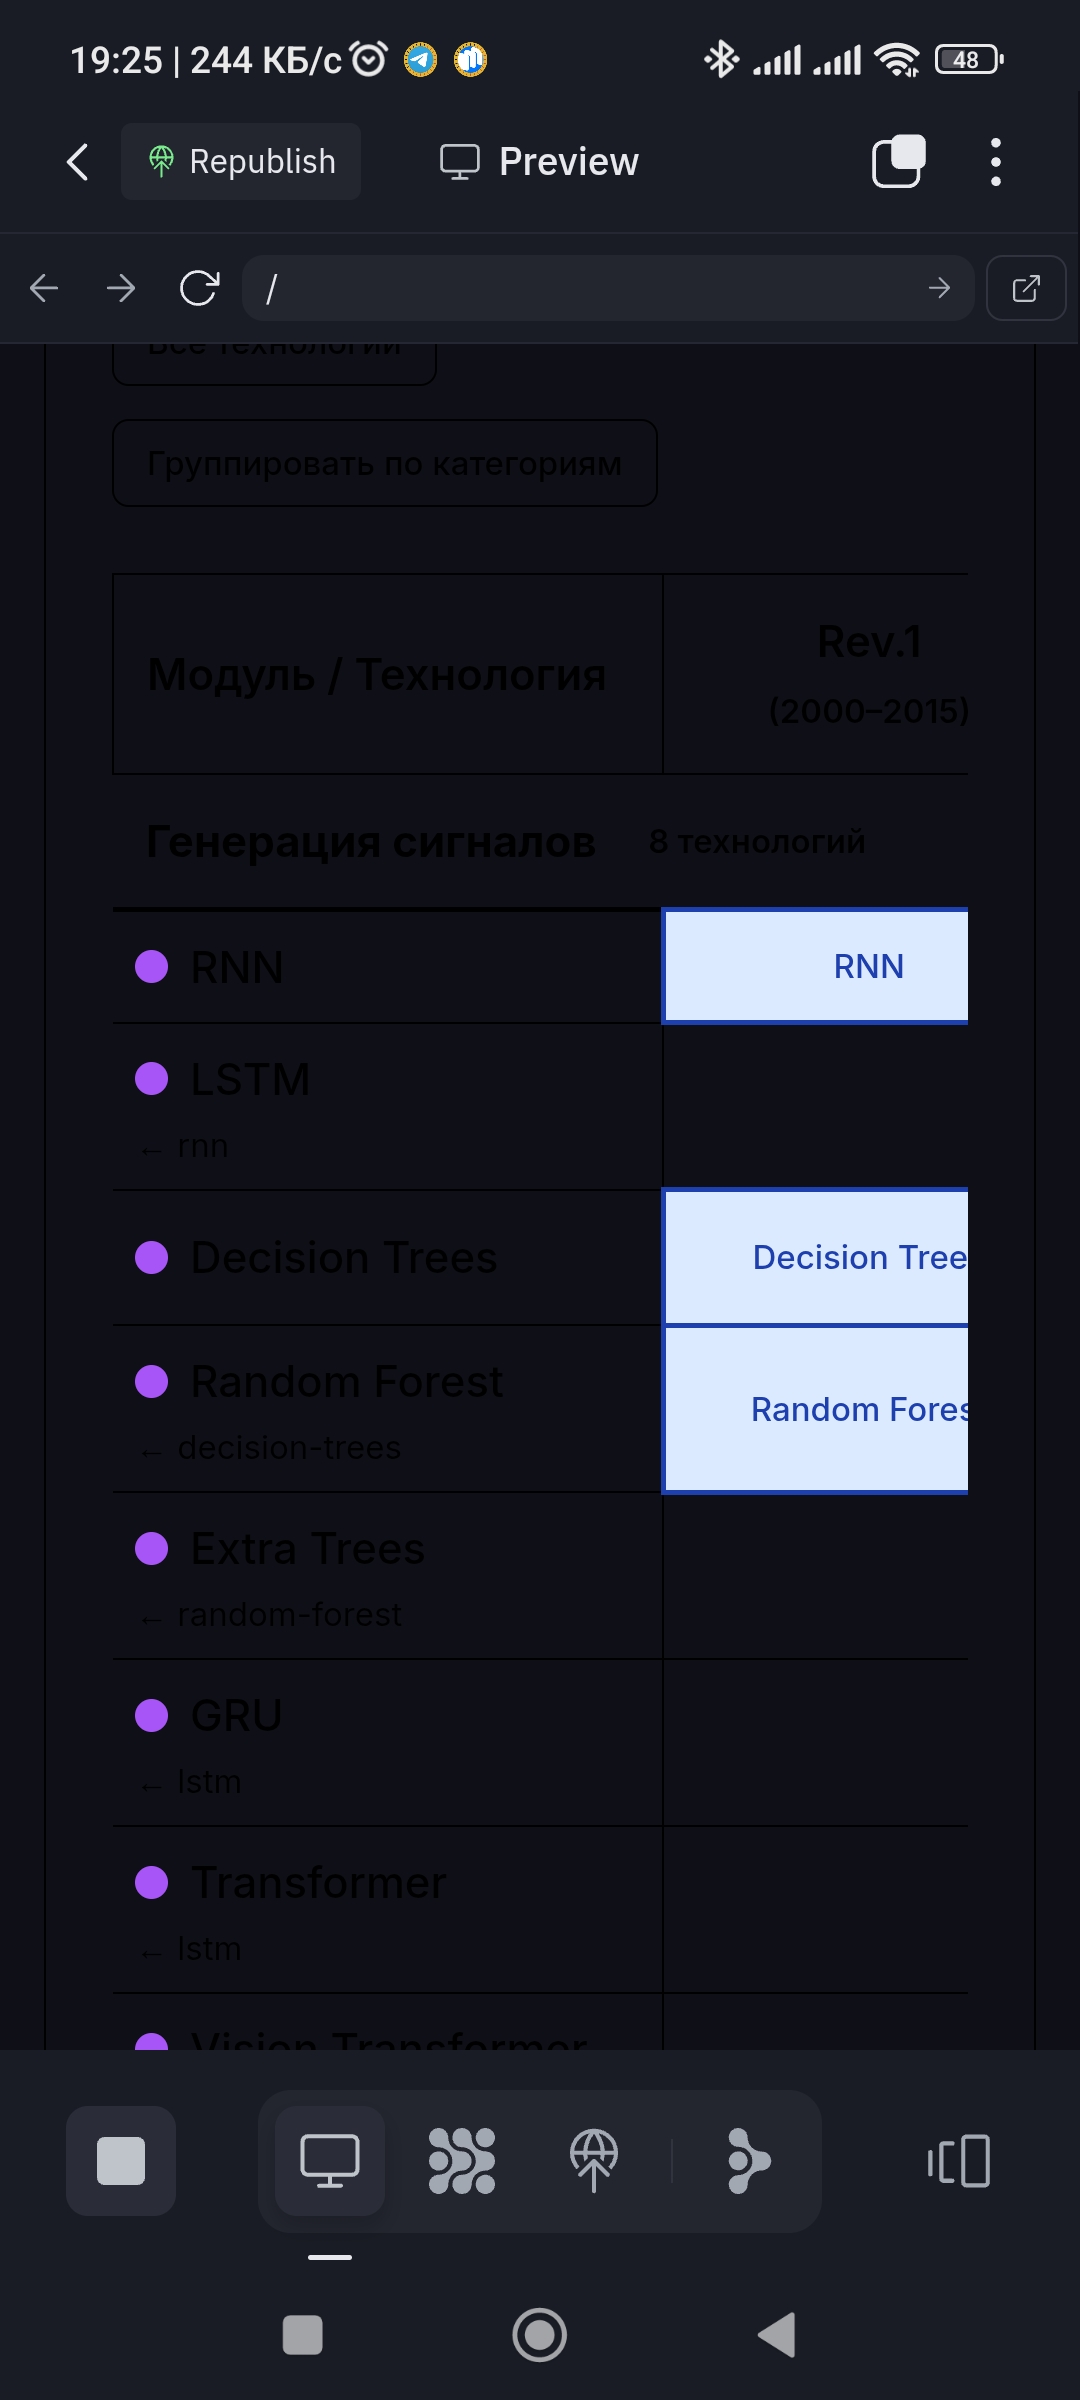 19:25 | 244 КБ/с
48
Republish
Preview
/
Все технологии
Группировать по категориям
Модуль / Технология
Rev.1
(2000–2015)
Генерация сигналов 8 технологий
RNN
RNN
LSTM
← rnn
Decision Trees
Decision Tree
Random Forest
Random Fores
← decision-trees
Extra Trees
← random-forest
GRU
← lstm
Transformer
← lstm
Vision Transformer